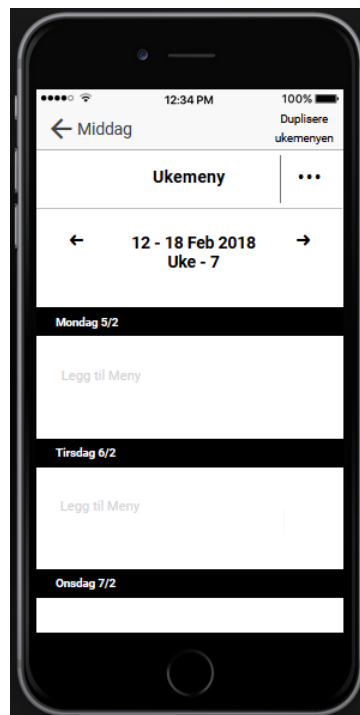 12:34 PM
100%
Middag
Duplisere
ukemenyen
Ukemeny
12 - 18 Feb 2018
Uke - 7
Mondag 5/2
Legg til Meny
Tirsdag 6/2
Legg til Meny
Onsdag 7/2